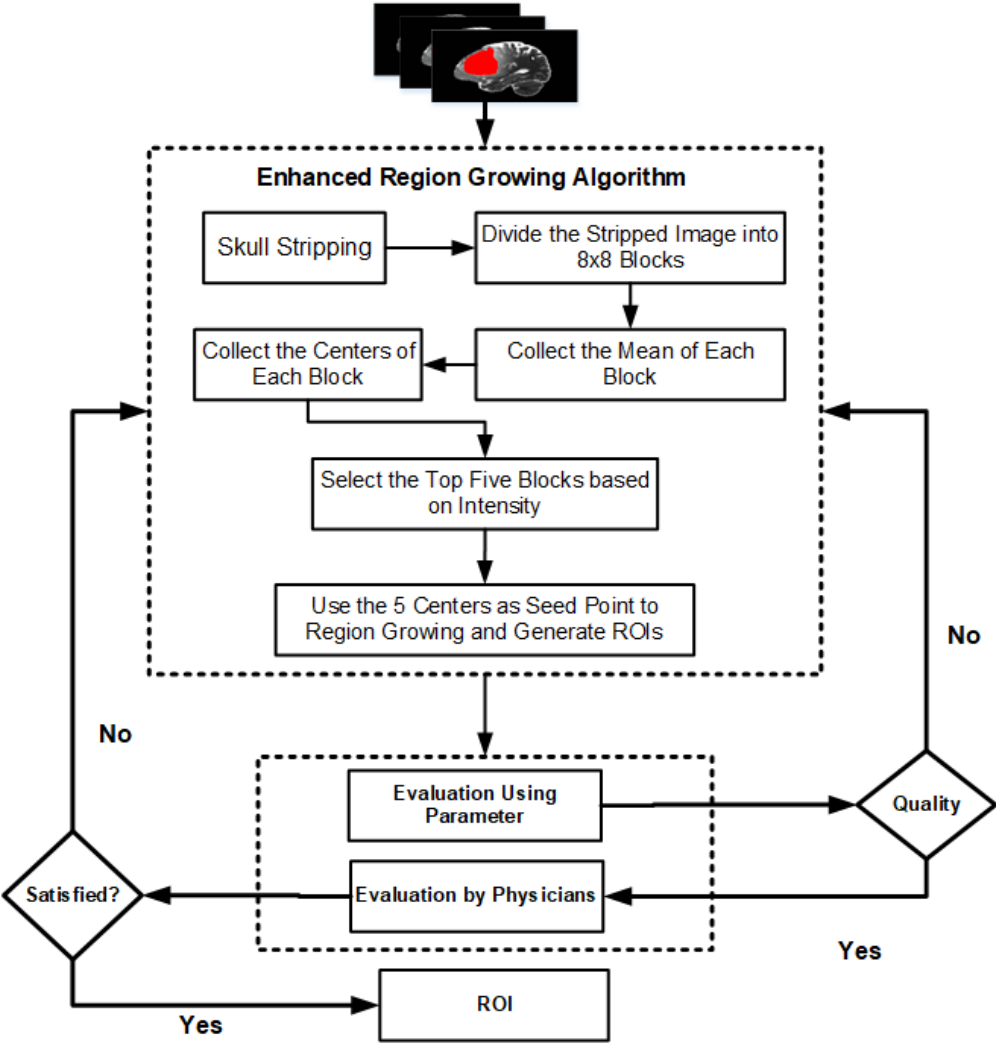 Enhanced Region Growing Algorithm
Skull Stripping
Divide the Stripped Image into
8x8 Blocks
Collect the Centers of
Each Block
Collect the Mean of Each
Block
Select the Top Five Blocks based
on Intensity
Use the 5 Centers as Seed Point to
Region Growing and Generate ROIs
No
No
Evaluation Using
Parameter
Quality
Satisfied?
Evaluation by Physicians
Yes
ROI
Yes